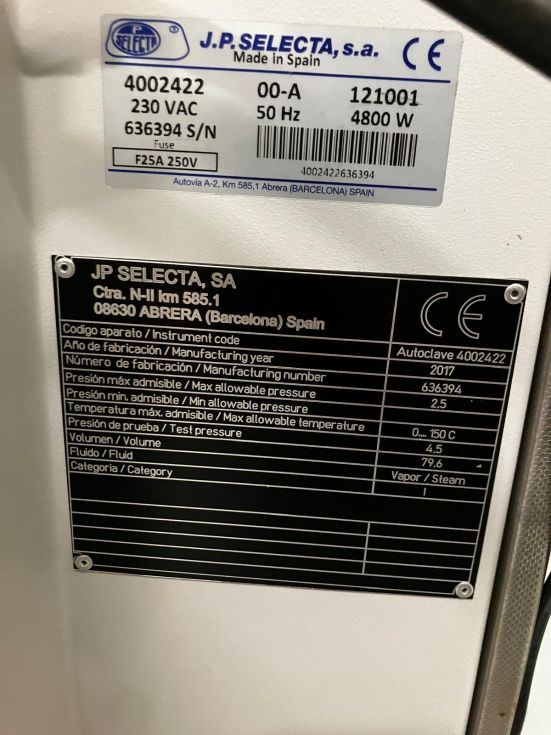 JP
SELECTA
J.P. SELECTA, s.a.
Made in Spain
CE
4002422 00-A 121001
230 VAC 50 Hz 4800 W
636394 S/N
Fuse
F25A 250V
4002422636394
Autovía A-2, Km 585,1 Abrera (BARCELONA) SPAIN
JP SELECTA, SA
Ctra. N-II km 585.1
08630 ABRERA (Barcelona) Spain
CE
Codigo aparato / Instrument code Autoclave 4002422
Año de fabricación / Manufacturing year 2017
Número de fabricación / Manufacturing number 636394
Presión máx admisible / Max allowable pressure 2.5
Presión min. admisible / Min allowable pressure
Temperatura máx. admisible / Max allowable temperature 0.... 150 C
Presión de prueba / Test pressure 4.5
Volumen / Volume 79.6
Fluido / Fluid Vapor / Steam
Categoria / Category I